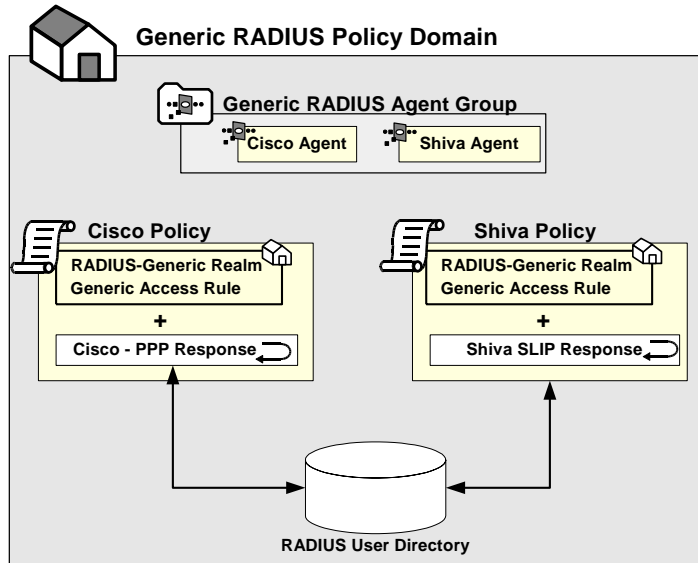 Generic RADIUS Policy Domain
Generic RADIUS Agent Group
Cisco Agent
Shiva Agent
Cisco Policy
RADIUS-Generic Realm
Generic Access Rule
+
Cisco - PPP Response
Shiva Policy
RADIUS-Generic Realm
Generic Access Rule
+
Shiva SLIP Response
RADIUS User Directory